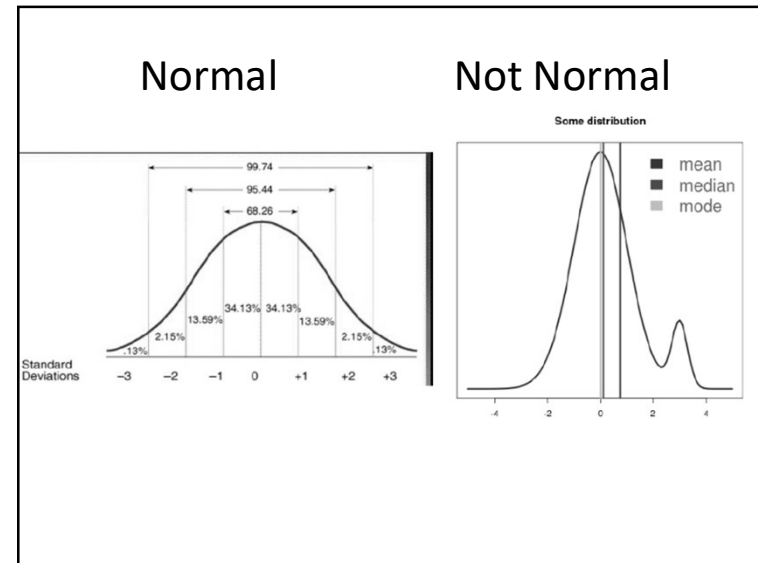 Normal
Not Normal
99.74
95.44
68.26
34.13% 34.13%
13.59% 13.59%
2.15% 2.15%
.13% .13%
Standard
Deviations
−3 −2 −1 0 +1 +2 +3
Some distribution
mean
median
mode
-4 -2 0 2 4